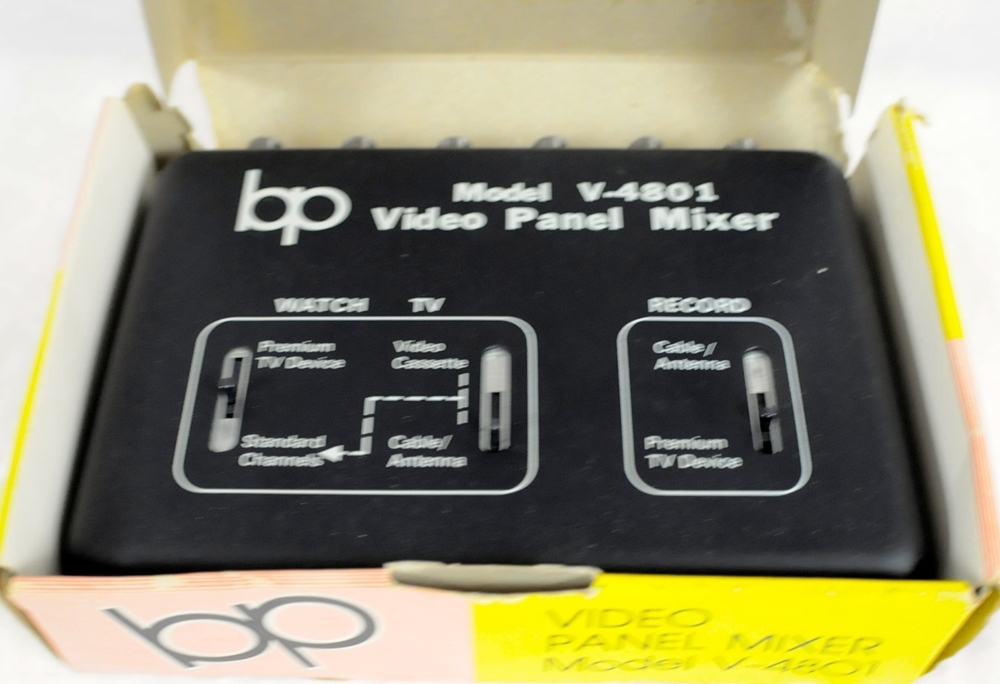 bp
Model V-4801
Video Panel Mixer
WATCH TV
RECORD
Premium
TV Device
Video
Cassette
Cable/
Antenna
Standard
Channels
Cable/
Antenna
Premium
TV Device
bp
VIDEO
PANEL MIXER
Model V-4801